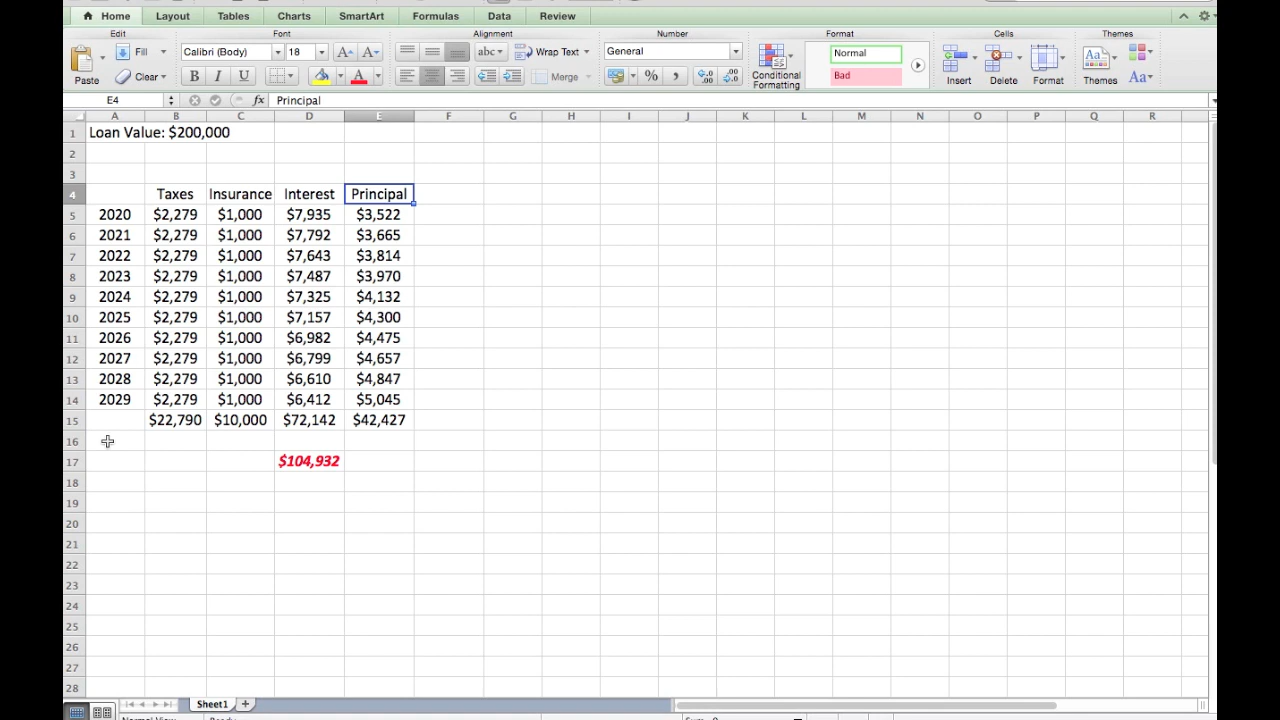 Home Layout Tables Charts SmartArt Formulas Data Review
Edit Font Alignment Number Format Cells Themes
Fill Calibri (Body) 18 A A abc Wrap Text General Normal
Paste Clear B I U A Merge % , Conditional Formatting Bad Insert Delete Format Themes Aa
E4 fx Principal
A B C D E F G H I J K L M N O P Q R
1 Loan Value: $200,000
2
3
4 Taxes Insurance Interest Principal
5 2020 $2,279 $1,000 $7,935 $3,522
6 2021 $2,279 $1,000 $7,792 $3,665
7 2022 $2,279 $1,000 $7,643 $3,814
8 2023 $2,279 $1,000 $7,487 $3,970
9 2024 $2,279 $1,000 $7,325 $4,132
10 2025 $2,279 $1,000 $7,157 $4,300
11 2026 $2,279 $1,000 $6,982 $4,475
12 2027 $2,279 $1,000 $6,799 $4,657
13 2028 $2,279 $1,000 $6,610 $4,847
14 2029 $2,279 $1,000 $6,412 $5,045
15 $22,790 $10,000 $72,142 $42,427
16
17 $104,932
18
19
20
21
22
23
24
25
26
27
28
Sheet1